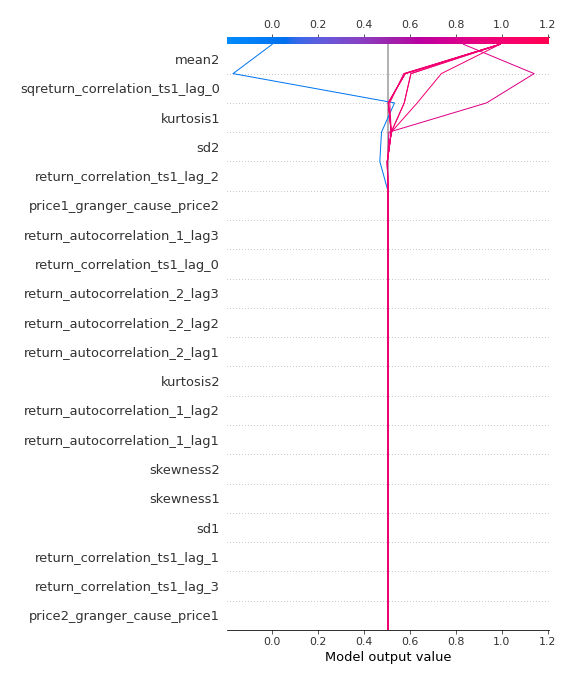 0.0 0.2 0.4 0.6 0.8 1.0 1.2
mean2
sqreturn_correlation_ts1_lag_0
kurtosis1
sd2
return_correlation_ts1_lag_2
price1_granger_cause_price2
return_autocorrelation_1_lag3
return_correlation_ts1_lag_0
return_autocorrelation_2_lag3
return_autocorrelation_2_lag2
return_autocorrelation_2_lag1
kurtosis2
return_autocorrelation_1_lag2
return_autocorrelation_1_lag1
skewness2
skewness1
sd1
return_correlation_ts1_lag_1
return_correlation_ts1_lag_3
price2_granger_cause_price1
0.0 0.2 0.4 0.6 0.8 1.0 1.2
Model output value